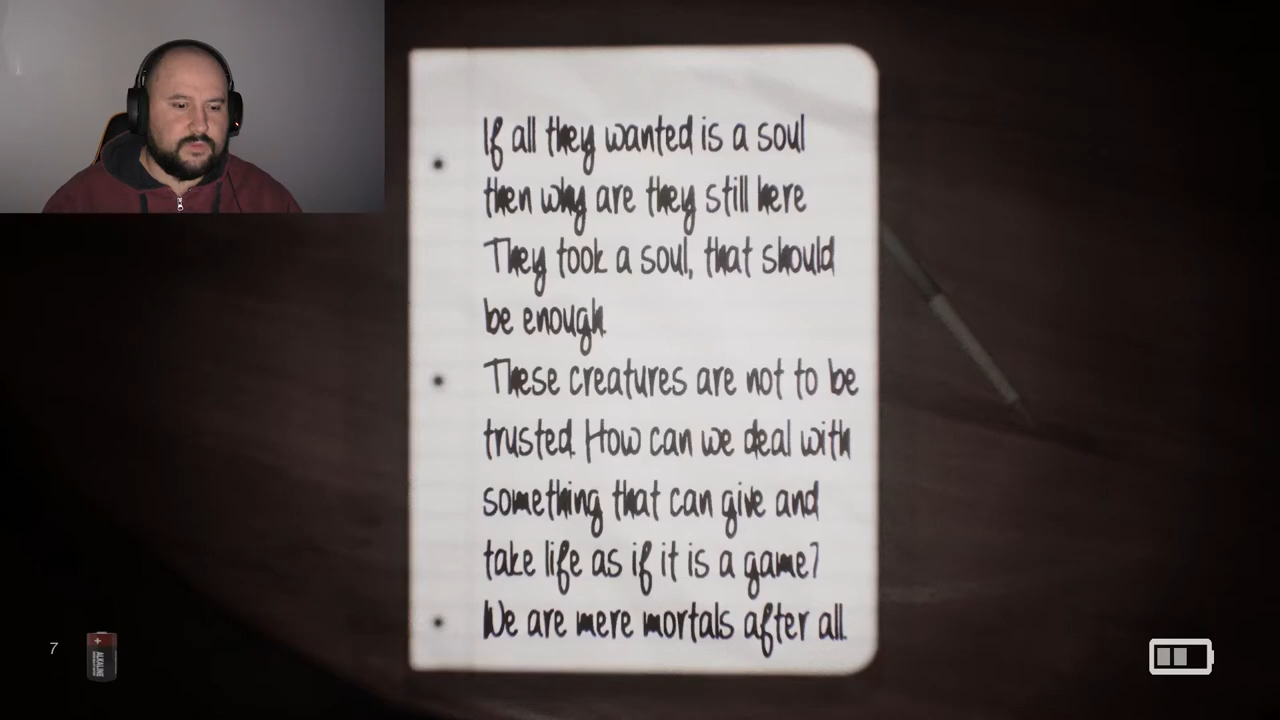 If all they wanted is a soul
then why are they still here
They took a soul, that should
be enough.
These creatures are not to be
trusted. How can we deal with
something that can give and
take life as if it is a game?
We are mere mortals after all.
7
ALKALINE